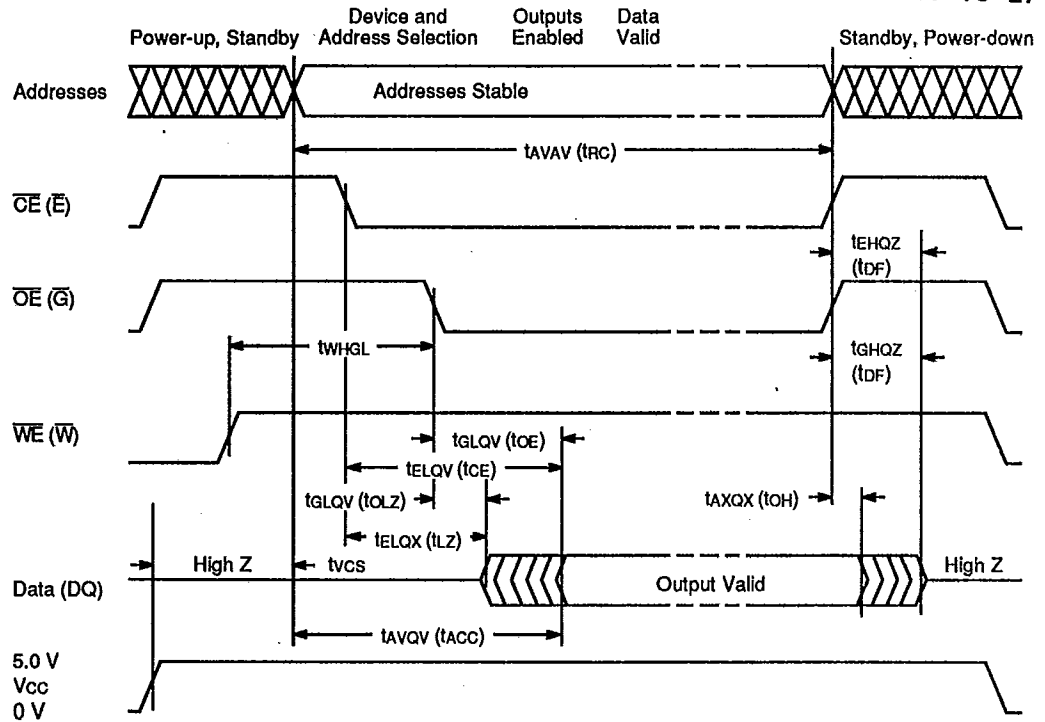 Power-up, Standby
Device and
Address Selection
Outputs
Enabled
Data
Valid
Standby, Power-down
Addresses
Addresses Stable
tAVAV (tRC)
CE (E)
tEHQZ
(tDF)
OE (G)
tWHGL
tGHQZ
(tDF)
WE (W)
tGLQV (tOE)
tELQV (tCE)
tGLQV (tOLZ)
tAXQX (tOH)
tELQX (tLZ)
High Z
tVCS
Data (DQ)
Output Valid
High Z
tAVQV (tACC)
5.0 V
VCC
0 V